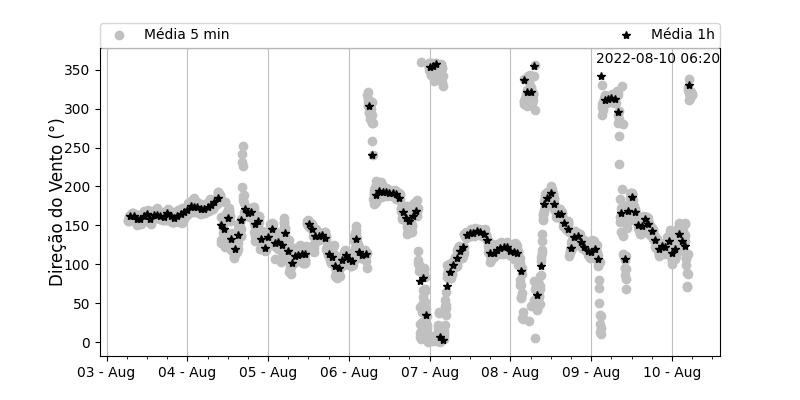 Média 5 min
Média 1h
2022-08-10 06:20
Direção do Vento (°)
350
300
250
200
150
100
50
0
03 - Aug
04 - Aug
05 - Aug
06 - Aug
07 - Aug
08 - Aug
09 - Aug
10 - Aug